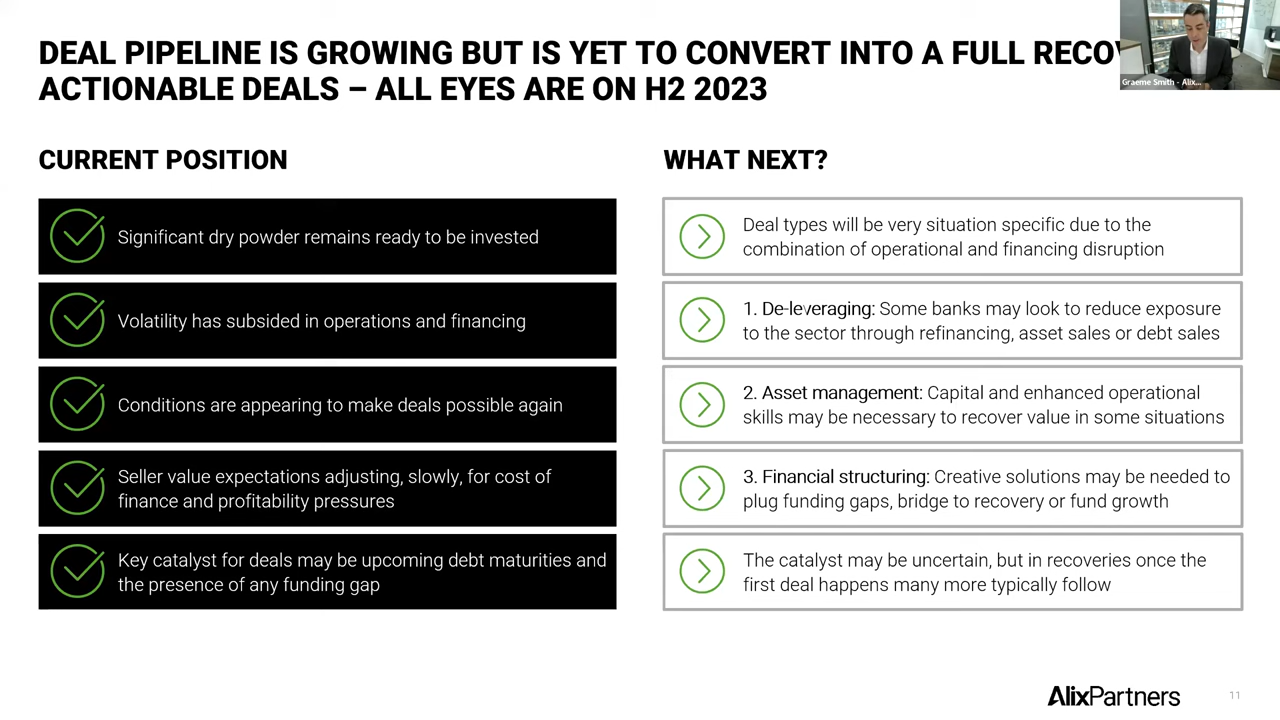 DEAL PIPELINE IS GROWING BUT IS YET TO CONVERT INTO A FULL
ACTIONABLE DEALS – ALL EYES ARE ON H2 2023
Graeme Smith - Alix...
CURRENT POSITION
Significant dry powder remains ready to be invested
Volatility has subsided in operations and financing
Conditions are appearing to make deals possible again
Seller value expectations adjusting, slowly, for cost of
finance and profitability pressures
Key catalyst for deals may be upcoming debt maturities and
the presence of any funding gap
WHAT NEXT?
Deal types will be very situation specific due to the
combination of operational and financing disruption
1. De-leveraging: Some banks may look to reduce exposure
to the sector through refinancing, asset sales or debt sales
2. Asset management: Capital and enhanced operational
skills may be necessary to recover value in some situations
3. Financial structuring: Creative solutions may be needed to
plug funding gaps, bridge to recovery or fund growth
The catalyst may be uncertain, but in recoveries once the
first deal happens many more typically follow
AlixPartners
11